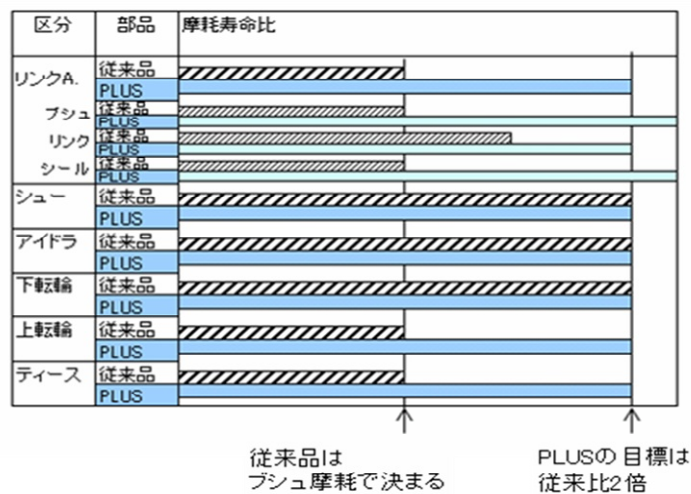 区分 部品 摩耗寿命比
リンクA. 従来品
PLUS
ブシュ 従来品
PLUS
リンク 従来品
PLUS
シール 従来品
PLUS
シュー 従来品
PLUS
アイドラ 従来品
PLUS
下転輪 従来品
PLUS
上転輪 従来品
PLUS
ティース 従来品
PLUS
従来品は
ブシュ摩耗で決まる
PLUSの目標は
従来比2倍